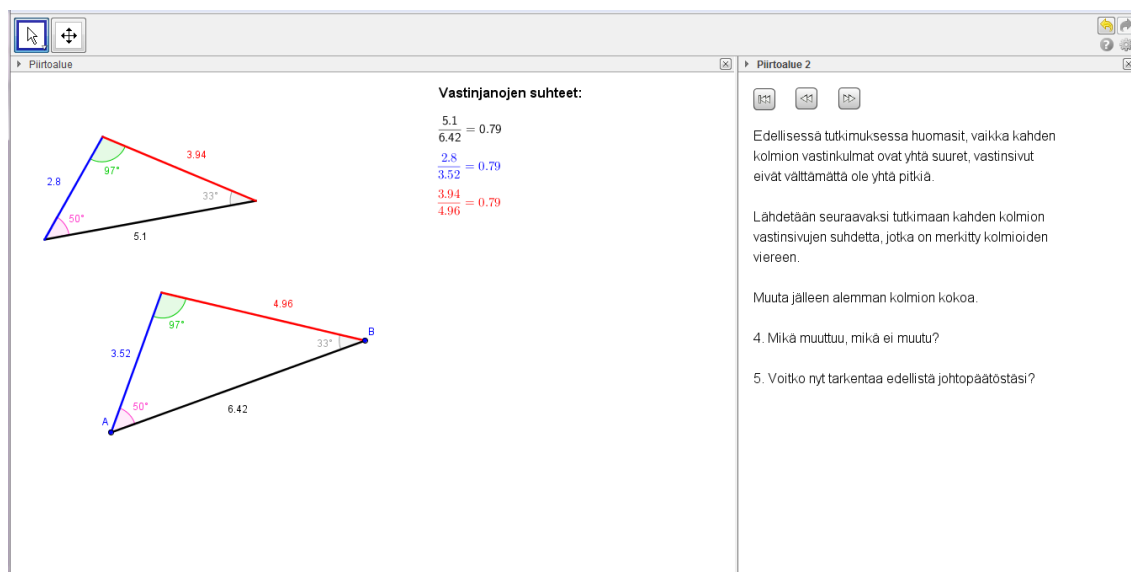 Piirtoalue
Vastinjanojen suhteet:
5.1
6.42
= 0.79
2.8
3.52
= 0.79
3.94
4.96
= 0.79
97°
3.94
2.8
33°
50°
5.1
4.96
97°
B
33°
3.52
50°
6.42
A
Piirtoalue 2
Edellisessä tutkimuksessa huomasit, vaikka kahden
kolmion vastinkulmat ovat yhtä suuret, vastinsivut
eivät välttämättä ole yhtä pitkiä.
Lähdetään seuraavaksi tutkimaan kahden kolmion
vastinsivujen suhdetta, jotka on merkitty kolmioiden
viereen.
Muuta jälleen alemman kolmion kokoa.
4. Mikä muuttuu, mikä ei muutu?
5. Voitko nyt tarkentaa edellistä johtopäätöstäsi?